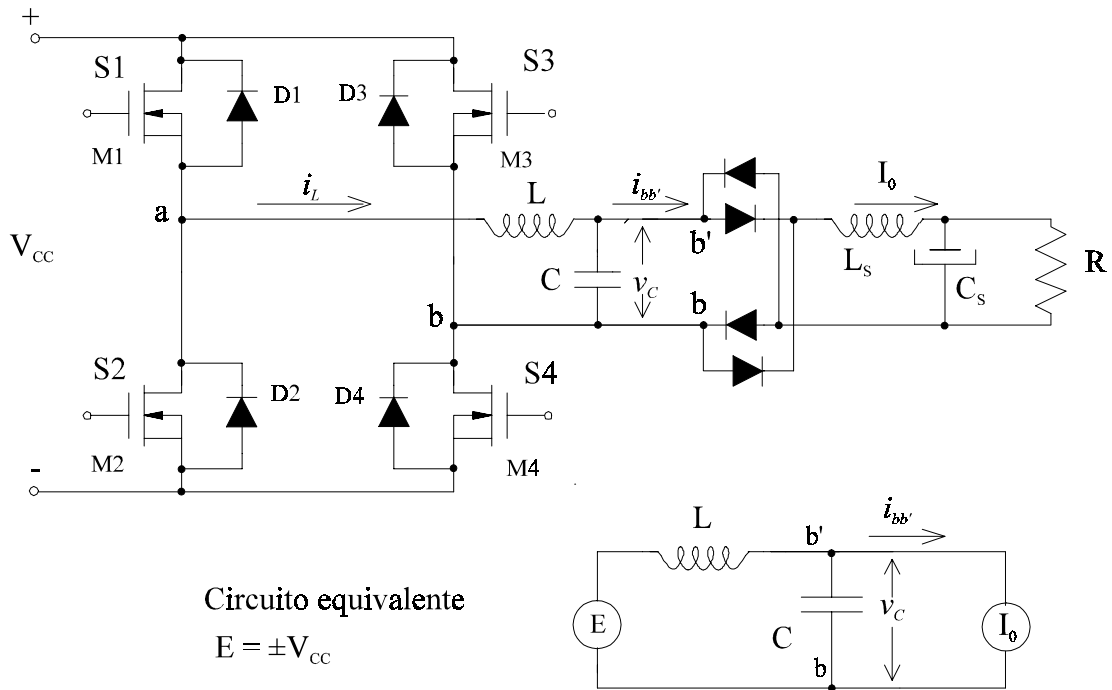 +
S1
D1
M1
D3
S3
M3
a
i_L
L
i_bb'
I_0
b'
V_CC
C
v_C
L_S
C_S
R
b
b
S2
D2
M2
D4
S4
M4
-
L
b'
i_bb'
Circuito equivalente
E = ±V_CC
E
C
v_C
I_0
b